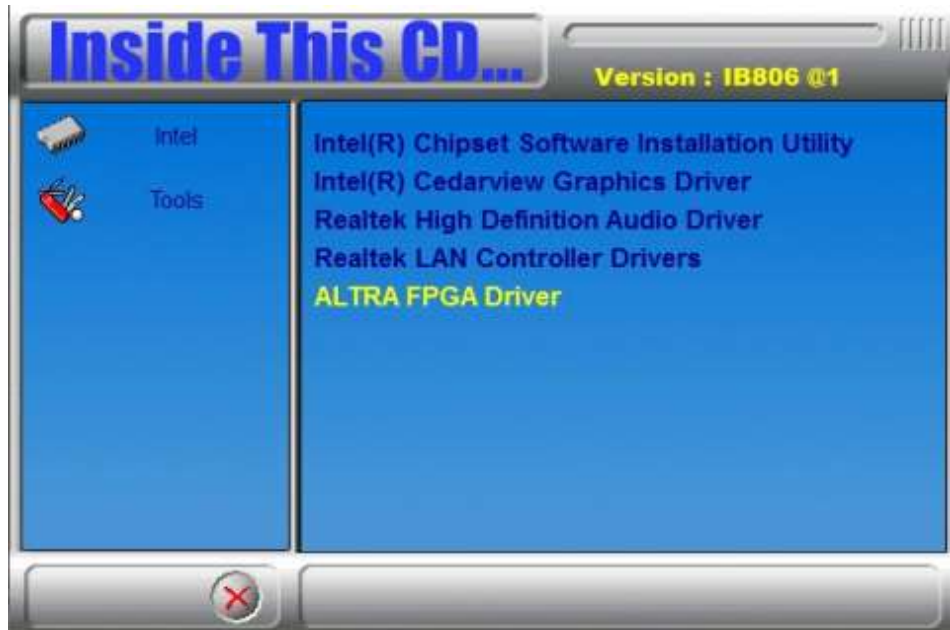 Inside This CD...
Version : IB806 @1
Intel
Tools
Intel(R) Chipset Software Installation Utility
Intel(R) Cedarview Graphics Driver
Realtek High Definition Audio Driver
Realtek LAN Controller Drivers
ALTRA FPGA Driver